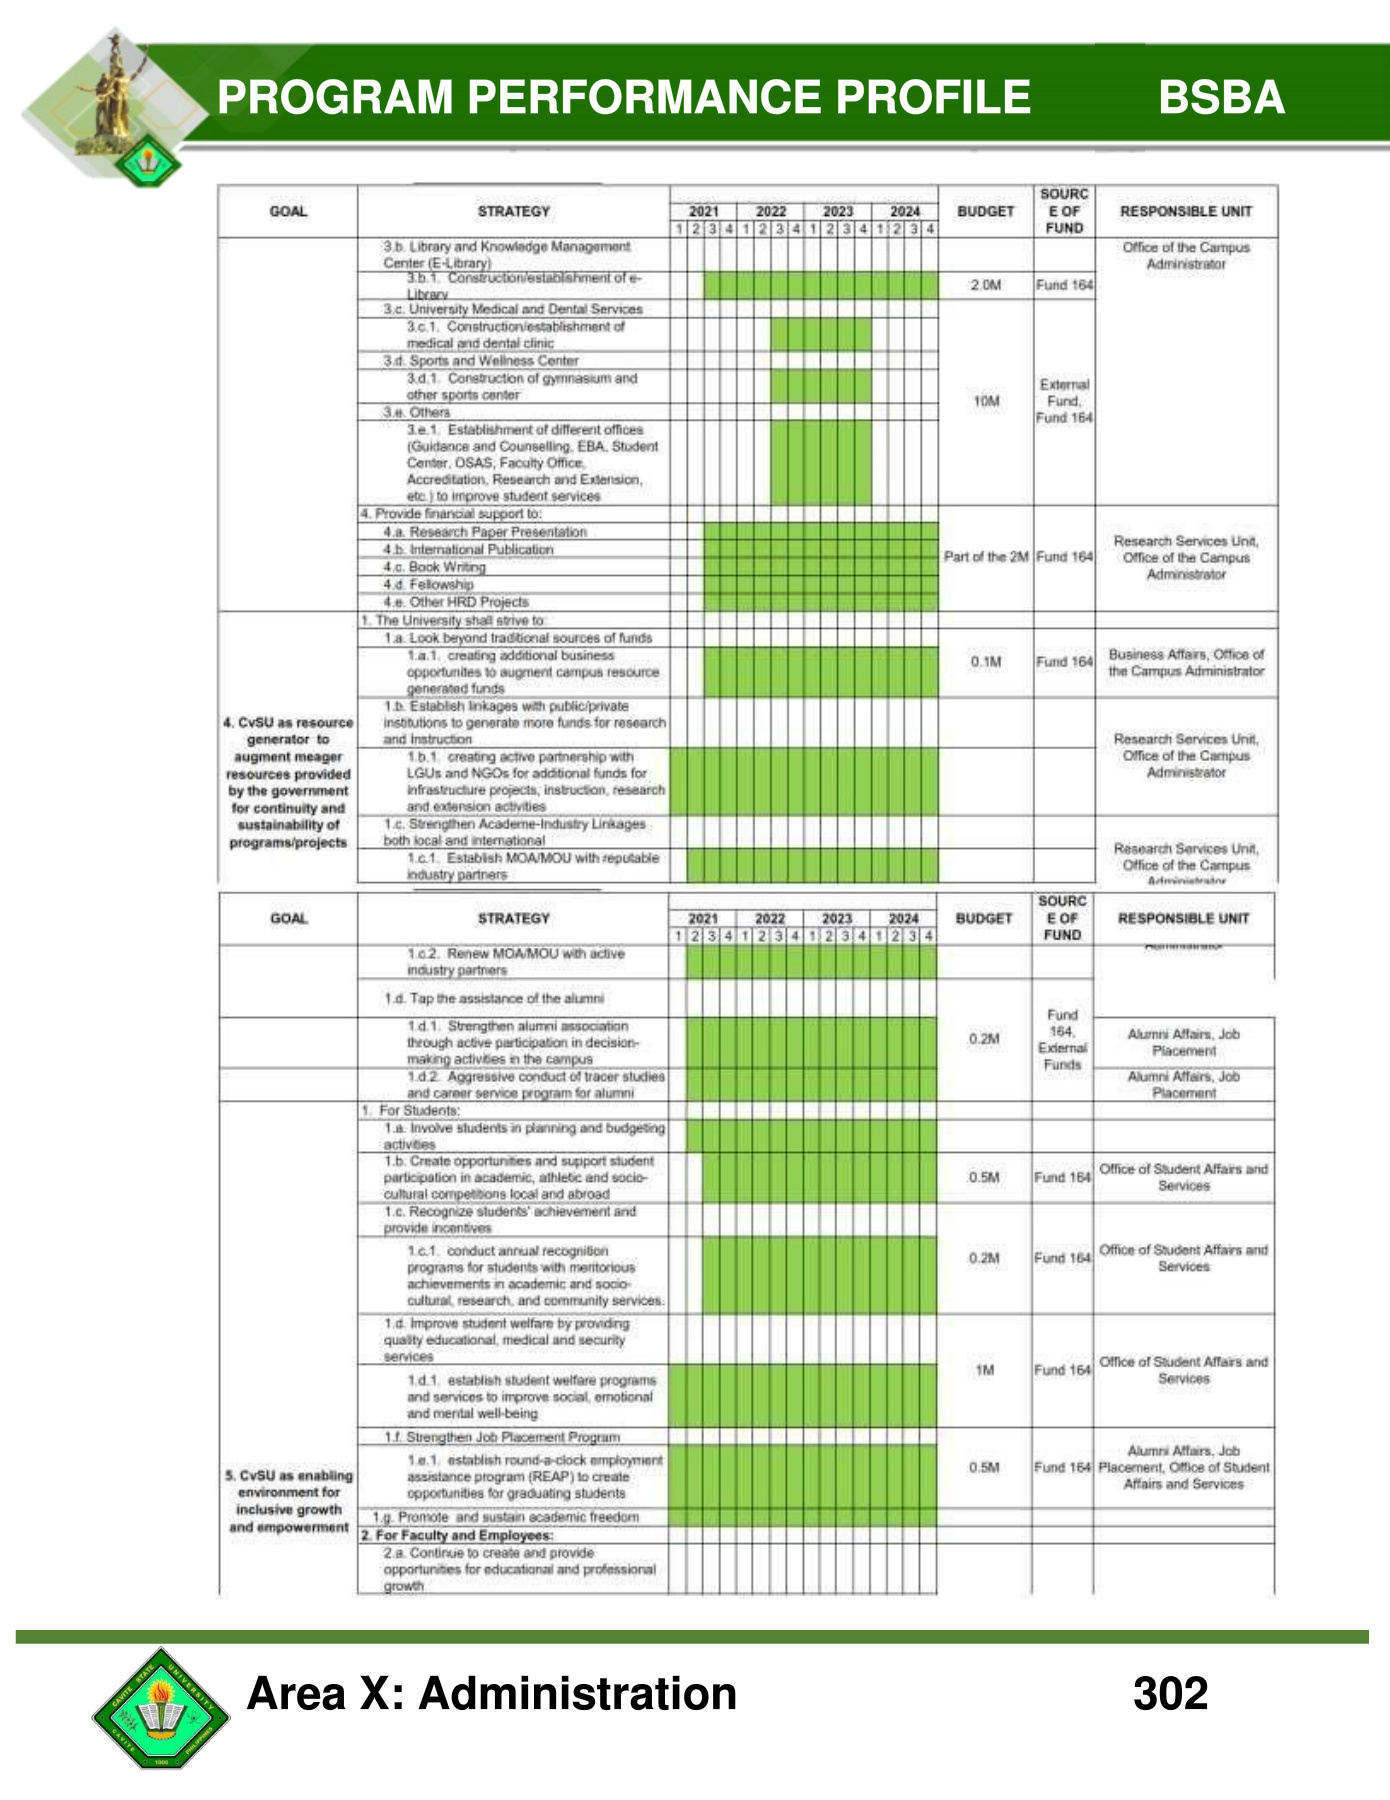 PROGRAM PERFORMANCE PROFILE BSBA
GOAL STRATEGY 2021 2022 2023 2024 BUDGET SOURC
E OF
FUND RESPONSIBLE UNIT
1 2 3 4 1 2 3 4 1 2 3 4 1 2 3 4
3.b. Library and Knowledge Management
Center (E-Library)
Office of the Campus
Administrator
3.b.1. Construction/establishment of e-
Library
2.0M Fund 164
3.c. University Medical and Dental Services
3.c.1. Construction/establishment of
medical and dental clinic
3.d. Sports and Wellness Center
3.d.1. Construction of gymnasium and
other sports center
10M
External
Fund,
Fund 164
3.e. Others
3.e.1. Establishment of different offices
(Guidance and Counselling, EBA, Student
Center, OSAS, Faculty Office,
Accreditation, Research and Extension,
etc.) to improve student services
4. Provide financial support to:
4.a. Research Paper Presentation
4.b. International Publication
4.c. Book Writing
4.d. Fellowship
4.e. Other HRD Projects
Part of the 2M Fund 164
Research Services Unit,
Office of the Campus
Administrator
4. CvSU as resource
generator to
augment meager
resources provided
by the government
for continuity and
sustainability of
programs/projects
1. The University shall strive to:
1.a. Look beyond traditional sources of funds
1.a.1. creating additional business
opportunites to augment campus resource
generated funds
0.1M Fund 164
Business Affairs, Office of
the Campus Administrator
1.b. Establish linkages with public/private
institutions to generate more funds for research
and Instruction
1.b.1. creating active partnership with
LGUs and NGOs for additional funds for
infrastructure projects, instruction, research
and extension activities
Research Services Unit,
Office of the Campus
Administrator
1.c. Strengthen Academe-Industry Linkages
both local and international
1.c.1. Establish MOA/MOU with reputable
industry partners
Research Services Unit,
Office of the Campus
Administrator
GOAL STRATEGY 2021 2022 2023 2024 BUDGET SOURC
E OF
FUND RESPONSIBLE UNIT
1 2 3 4 1 2 3 4 1 2 3 4 1 2 3 4
Administrator
1.c.2. Renew MOA/MOU with active
industry partners
1.d. Tap the assistance of the alumni
1.d.1. Strengthen alumni association
through active participation in decision-
making activities in the campus
0.2M
Fund
164,
External
Funds
Alumni Affairs, Job
Placement
1.d.2. Aggressive conduct of tracer studies
and career service program for alumni
Alumni Affairs, Job
Placement
5. CvSU as enabling
environment for
inclusive growth
and empowerment
1. For Students:
1.a. Involve students in planning and budgeting
activities
1.b. Create opportunities and support student
participation in academic, athletic and socio-
cultural competitions local and abroad
0.5M Fund 164
Office of Student Affairs and
Services
1.c. Recognize students' achievement and
provide incentives
1.c.1. conduct annual recognition
programs for students with meritorious
achievements in academic and socio-
cultural, research, and community services.
0.2M Fund 164
Office of Student Affairs and
Services
1.d. Improve student welfare by providing
quality educational, medical and security
services
1.d.1. establish student welfare programs
and services to improve social, emotional
and mental well-being
1M Fund 164
Office of Student Affairs and
Services
1.f. Strengthen Job Placement Program
1.e.1. establish round-a-clock employment
assistance program (REAP) to create
opportunities for graduating students
0.5M Fund 164
Alumni Affairs, Job
Placement, Office of Student
Affairs and Services
1.g. Promote and sustain academic freedom
2. For Faculty and Employees:
2.a. Continue to create and provide
opportunities for educational and professional
growth
CAVITE STATE UNIVERSITY
CAVITE PHILIPPINES
1906
Area X: Administration 302